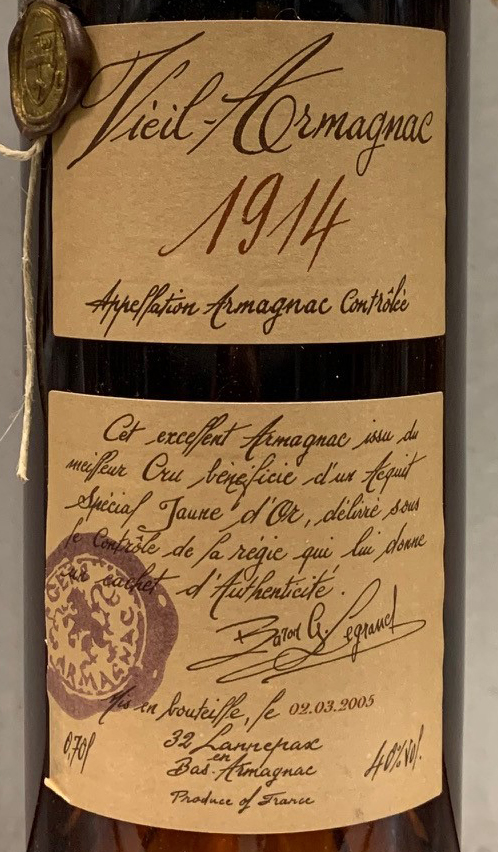 Vieil-Armagnac
1914
Appellation Armagnac Contrôlée
Cet excellent Armagnac issu du
meilleur Cru bénéficie d'un Acquit
Spécial Jaune d'Or, délivré sous
le Contrôle de la régie qui lui donne
un cachet d'Authenticité.
Baron G. Legrand
ARMAGNAC
Mis en bouteille, le 02.03.2005
32 Lannepax
en
Bas-Armagnac
0,70l
40%Vol.
Produce of France